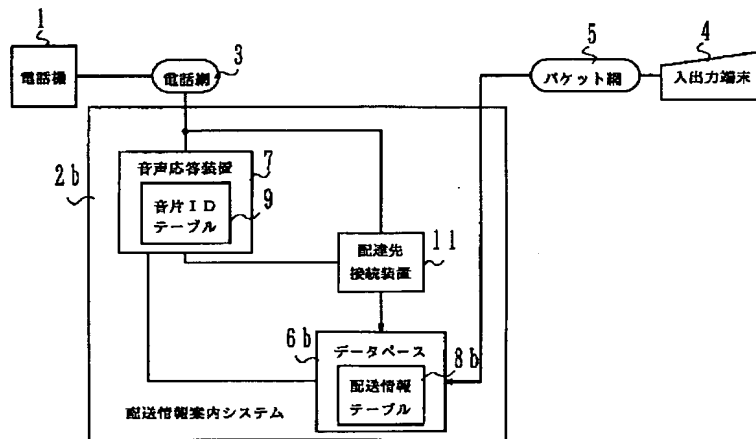 1
電話機
電話網
3
5
パケット網
4
入出力端末
2b
音声応答装置
7
音片ID
テーブル
9
配達先
接続装置
11
6b
データベース
8b
配送情報
テーブル
配送情報案内システム